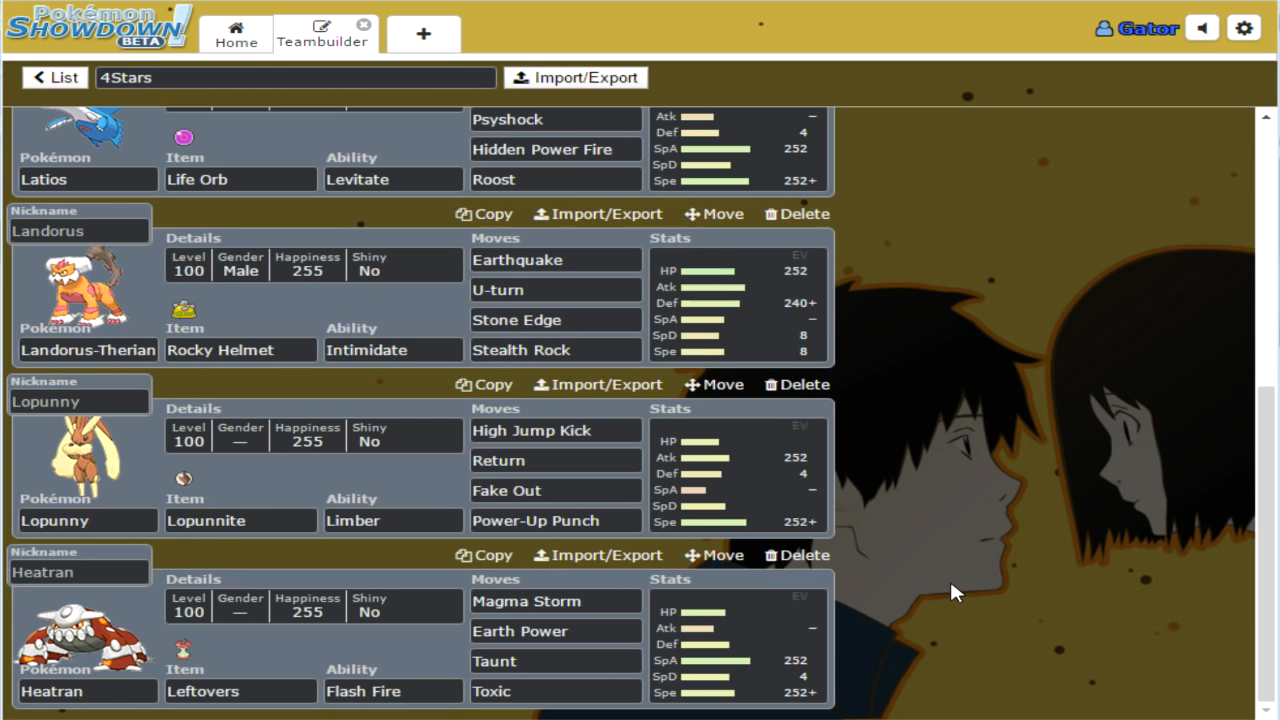 Pokémon
SHOWDOWN!
BETA
Home
Teambuilder
Gator
List
4Stars
Import/Export
Pokémon
Latios
Item
Life Orb
Ability
Levitate
Psyshock
Hidden Power Fire
Roost
Atk –
Def 4
SpA 252
SpD
Spe 252+
Nickname
Landorus
Copy Import/Export Move Delete
Details
Level Gender Happiness Shiny
100 Male 255 No
Pokémon
Landorus-Therian
Item
Rocky Helmet
Ability
Intimidate
Moves
Earthquake
U-turn
Stone Edge
Stealth Rock
Stats
EV
HP 252
Atk
Def 240+
SpA –
SpD 8
Spe 8
Nickname
Lopunny
Copy Import/Export Move Delete
Details
Level Gender Happiness Shiny
100 — 255 No
Pokémon
Lopunny
Item
Lopunnite
Ability
Limber
Moves
High Jump Kick
Return
Fake Out
Power-Up Punch
Stats
EV
HP
Atk 252
Def 4
SpA –
SpD
Spe 252+
Nickname
Heatran
Copy Import/Export Move Delete
Details
Level Gender Happiness Shiny
100 — 255 No
Pokémon
Heatran
Item
Leftovers
Ability
Flash Fire
Moves
Magma Storm
Earth Power
Taunt
Toxic
Stats
EV
HP
Atk –
Def
SpA 252
SpD 4
Spe 252+